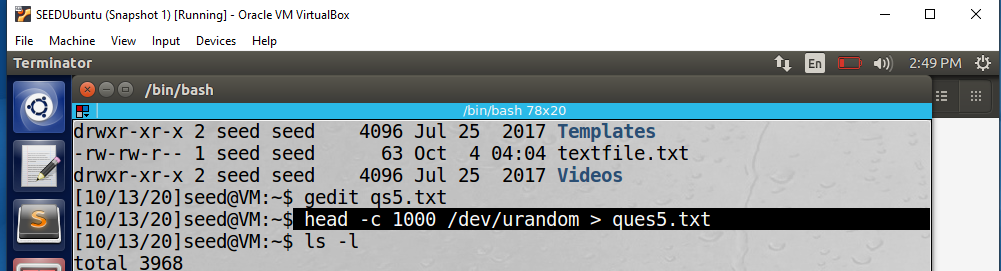 SEEDUbuntu (Snapshot 1) [Running] - Oracle VM VirtualBox
File Machine View Input Devices Help
Terminator En 2:49 PM
/bin/bash
/bin/bash 78x20
drwxr-xr-x 2 seed seed    4096 Jul 25  2017 Templates
-rw-rw-r-- 1 seed seed      63 Oct  4 04:04 textfile.txt
drwxr-xr-x 2 seed seed    4096 Jul 25  2017 Videos
[10/13/20]seed@VM:~$ gedit qs5.txt
[10/13/20]seed@VM:~$ head -c 1000 /dev/urandom > ques5.txt
[10/13/20]seed@VM:~$ ls -l
total 3968